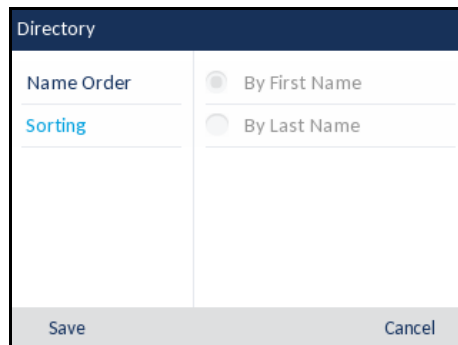 Directory
Name Order
By First Name
Sorting
By Last Name
Save
Cancel